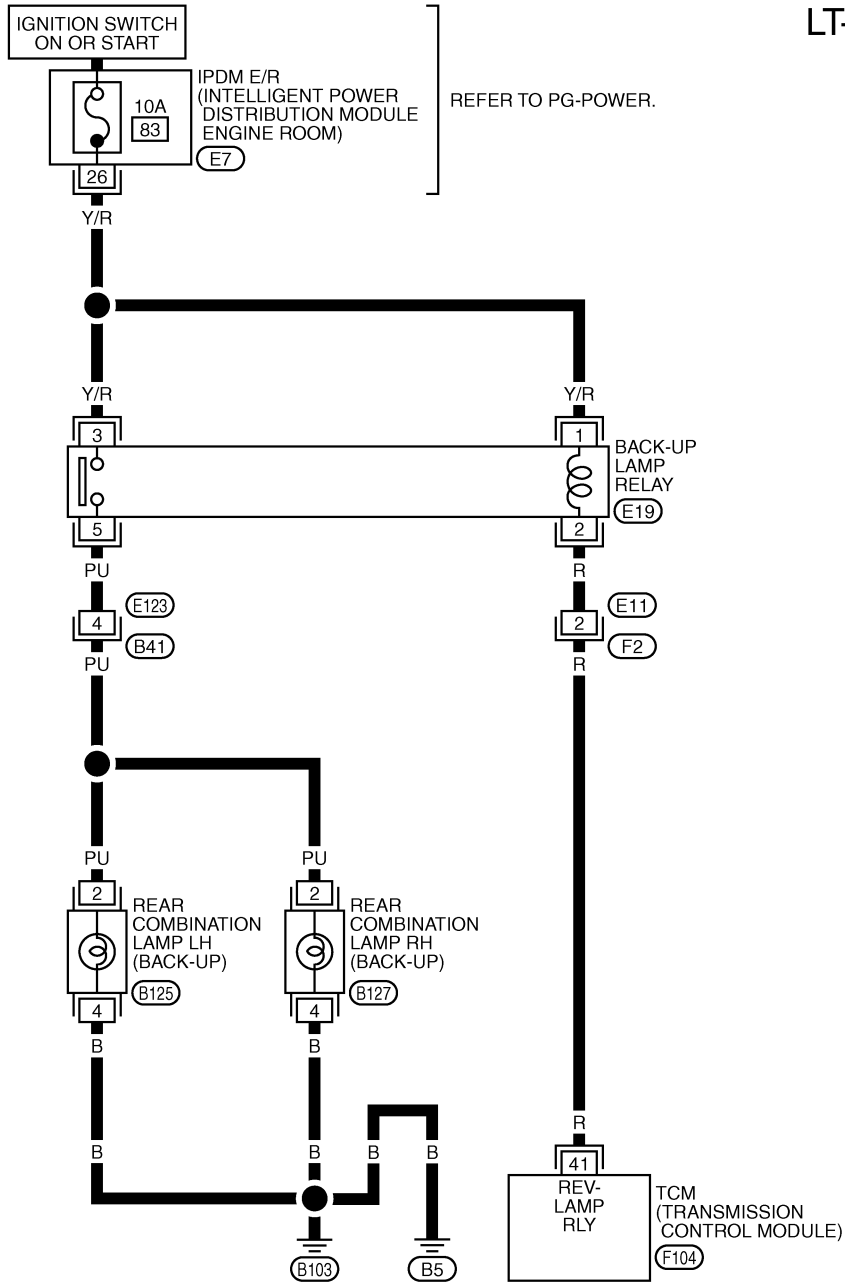 LT-
IGNITION SWITCH
ON OR START
IPDM E/R
(INTELLIGENT POWER
DISTRIBUTION MODULE
ENGINE ROOM)
E7
10A
83
REFER TO PG-POWER.
26
Y/R
Y/R
Y/R
3
1
BACK-UP
LAMP
RELAY
E19
5
2
PU
R
E123
E11
4
2
B41
F2
PU
R
PU
PU
2
2
REAR
COMBINATION
LAMP LH
(BACK-UP)
B125
REAR
COMBINATION
LAMP RH
(BACK-UP)
B127
4
4
B
B
R
B
B
B
B
41
REV-
LAMP
RLY
TCM
(TRANSMISSION
CONTROL MODULE)
F104
B103
B5